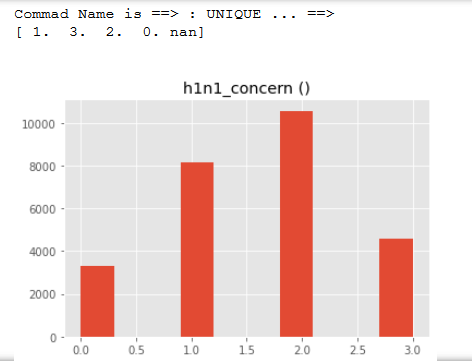 Commad Name is ==> : UNIQUE ... ==>
[ 1. 3. 2. 0. nan]
h1n1_concern ()
10000
8000
6000
4000
2000
0
0.0 0.5 1.0 1.5 2.0 2.5 3.0